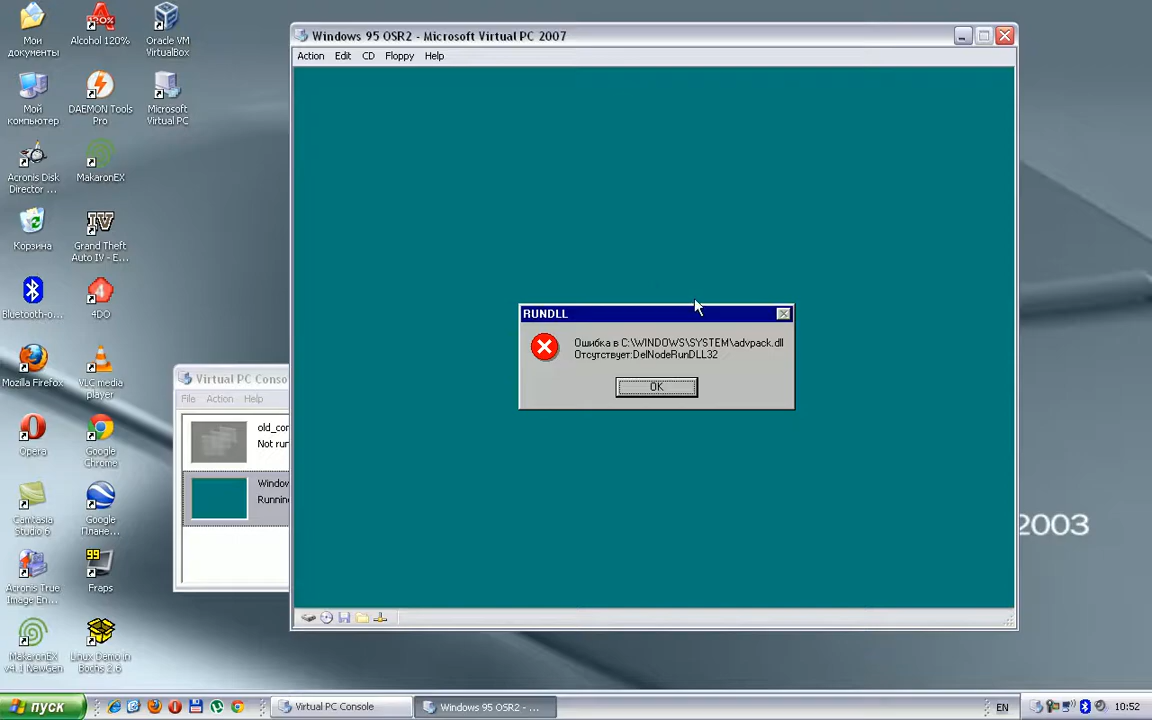 Мои
документы
Alcohol 120%
Oracle VM
VirtualBox
Мой
компьютер
DAEMON Tools
Pro
Microsoft
Virtual PC
Acronis Disk
Director ...
MakaronEX
Корзина
Grand Theft
Auto IV - E...
Bluetooth-о...
4DO
Mozilla Firefox
VLC media
player
Opera
Google
Chrome
Camtasia
Studio 6
Google
Плане...
Acronis True
Image En...
99
Fraps
MakaronEX
v4.1 NewGen
Linux Demo in
Bochs 2.6
Windows 95 OSR2 - Microsoft Virtual PC 2007
Action Edit CD Floppy Help
RUNDLL
Ошибка в C:\WINDOWS\SYSTEM\advpack.dll
Отсутствует:DelNodeRunDLL32
OK
Virtual PC Conso
File Action Help
old_cor
Not rur
Window
Runnin
2003
пуск
Virtual PC Console
Windows 95 OSR2 - ...
EN
10:52